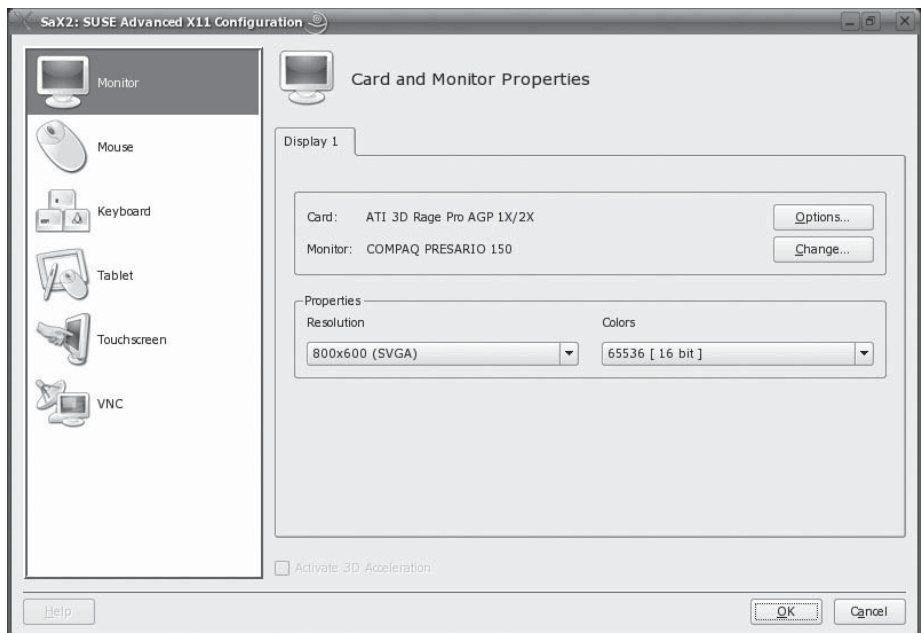 SaX2: SUSE Advanced X11 Configuration
Monitor
Mouse
Keyboard
Tablet
Touchscreen
VNC
Card and Monitor Properties
Display 1
Card: ATI 3D Rage Pro AGP 1X/2X
Options...
Monitor: COMPAQ PRESARIO 150
Change...
Properties
Resolution
Colors
800x600 (SVGA)
65536 [ 16 bit ]
Activate 3D Acceleration
Help
OK
Cancel